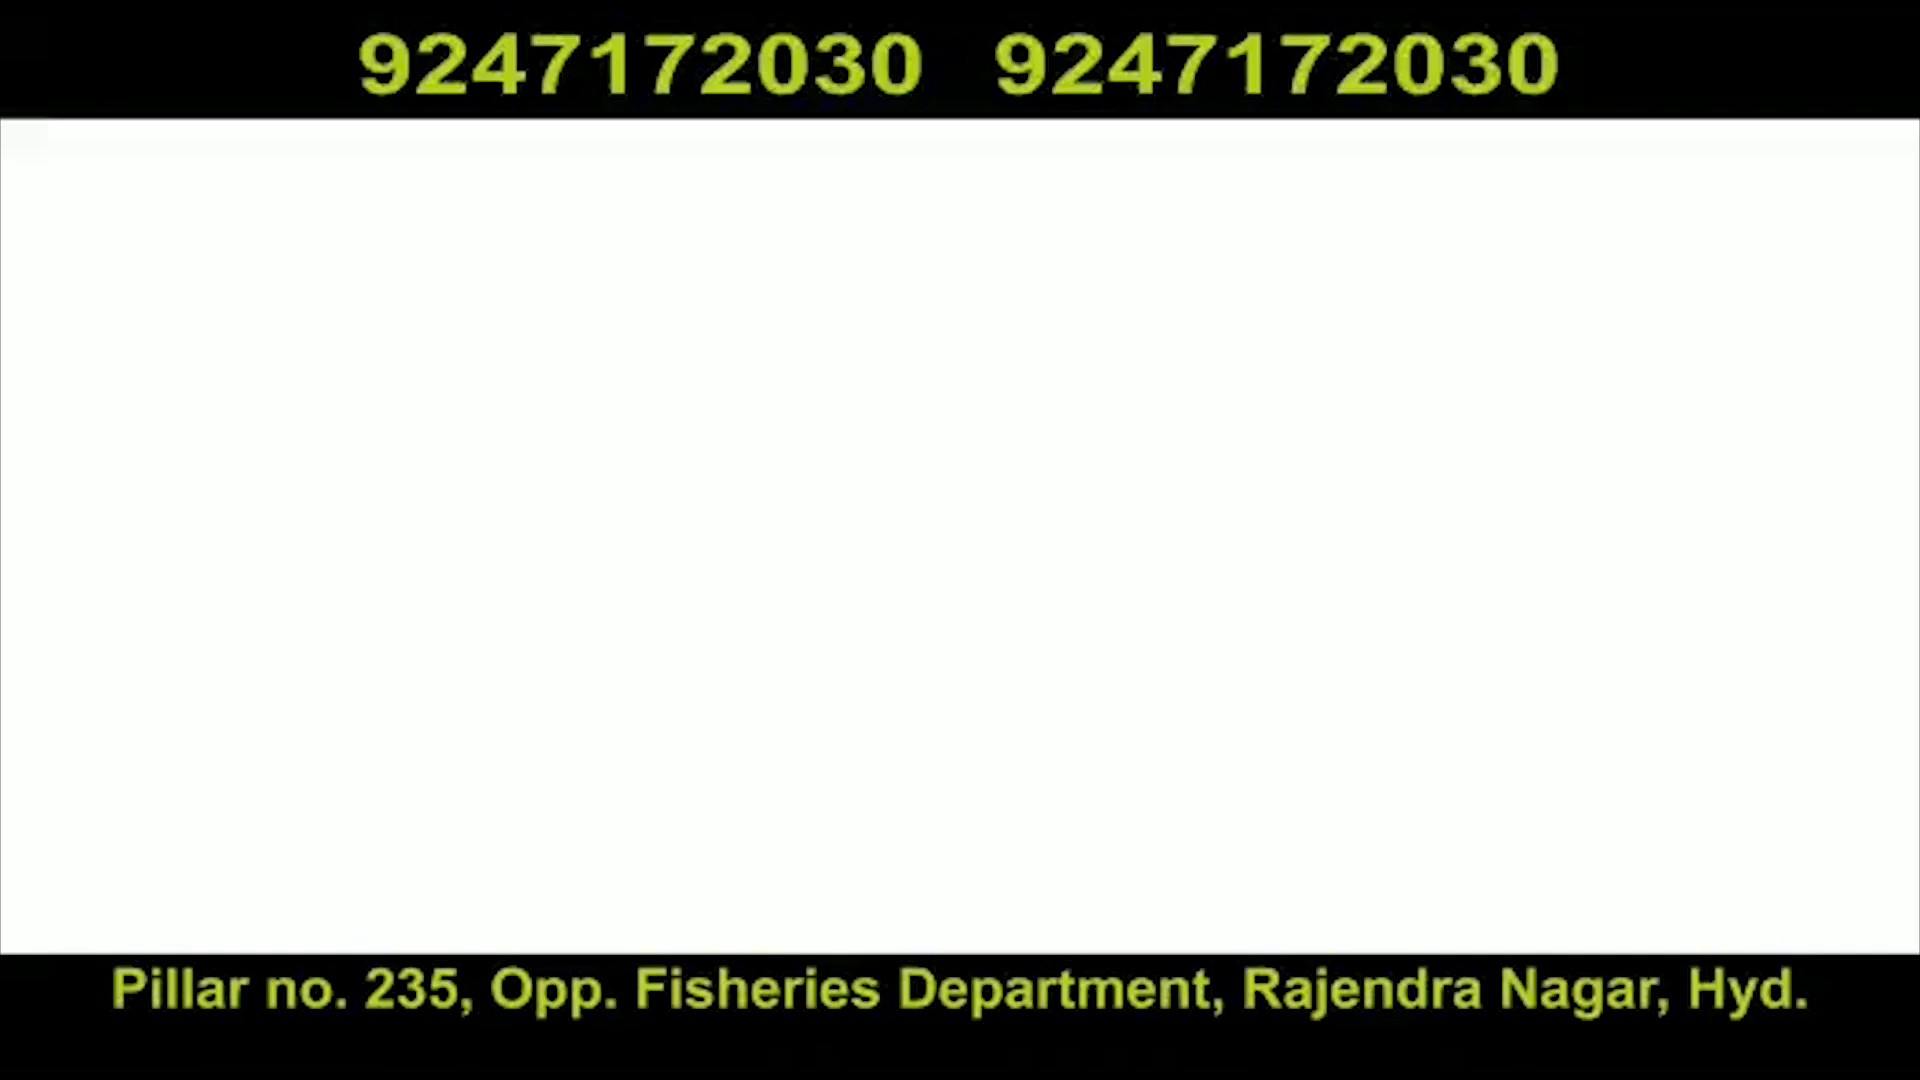 9247172030 9247172030
Pillar no. 235, Opp. Fisheries Department, Rajendra Nagar, Hyd.